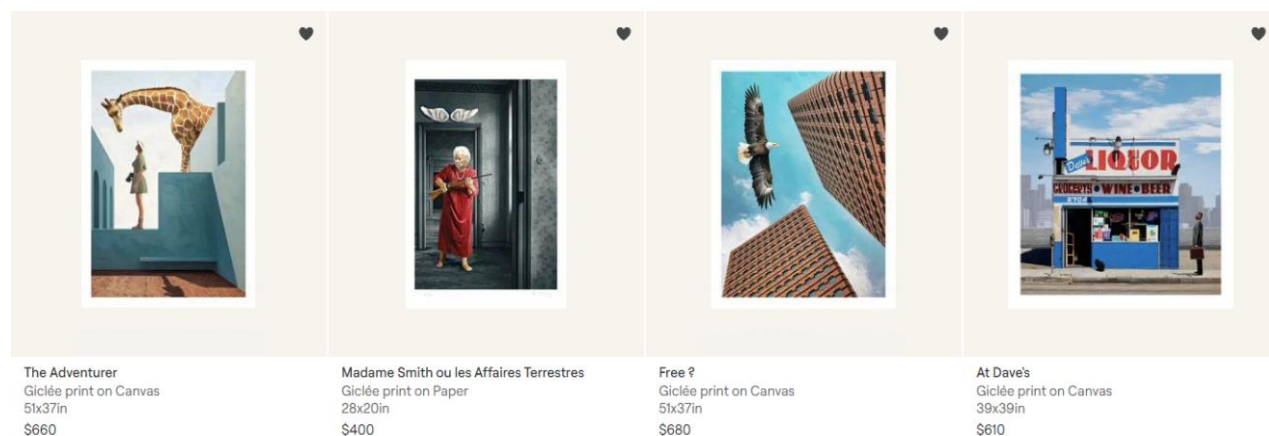 Dave's
LIQUOR
GROCERYS • WINE • BEER
The Adventurer
Giclée print on Canvas
51x37in
$660
Madame Smith ou les Affaires Terrestres
Giclée print on Paper
28x20in
$400
Free ?
Giclée print on Canvas
51x37in
$680
At Dave's
Giclée print on Canvas
39x39in
$610